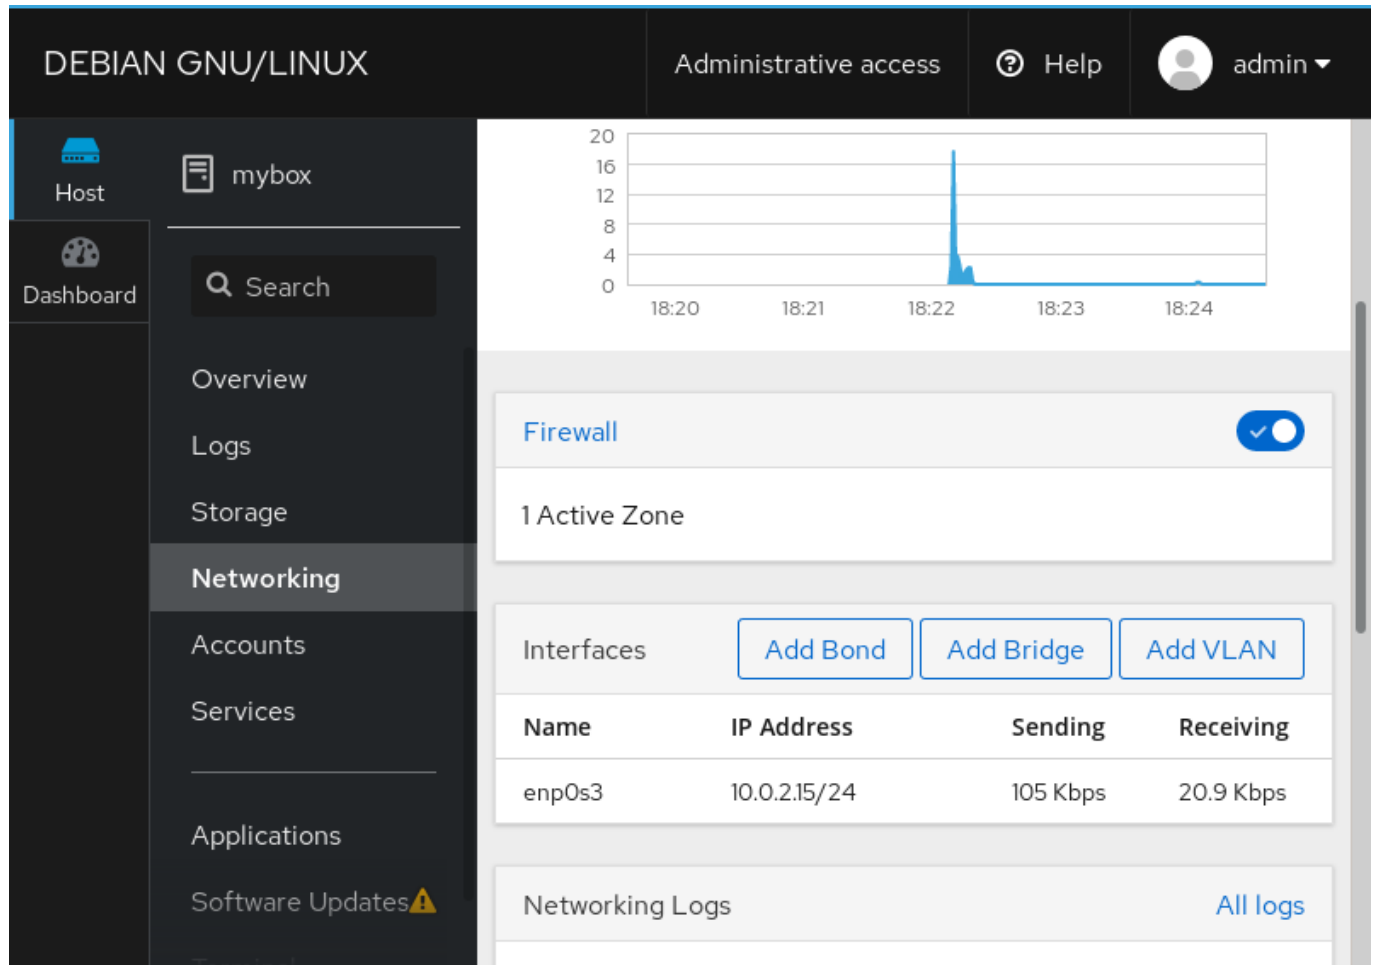 DEBIAN GNU/LINUX
Administrative access
Help
admin
Host
Dashboard
mybox
Search
Overview
Logs
Storage
Networking
Accounts
Services
Applications
Software Updates
20
16
12
8
4
0
18:20 18:21 18:22 18:23 18:24
Firewall
1 Active Zone
Interfaces Add Bond Add Bridge Add VLAN
Name IP Address Sending Receiving
enp0s3 10.0.2.15/24 105 Kbps 20.9 Kbps
Networking Logs All logs